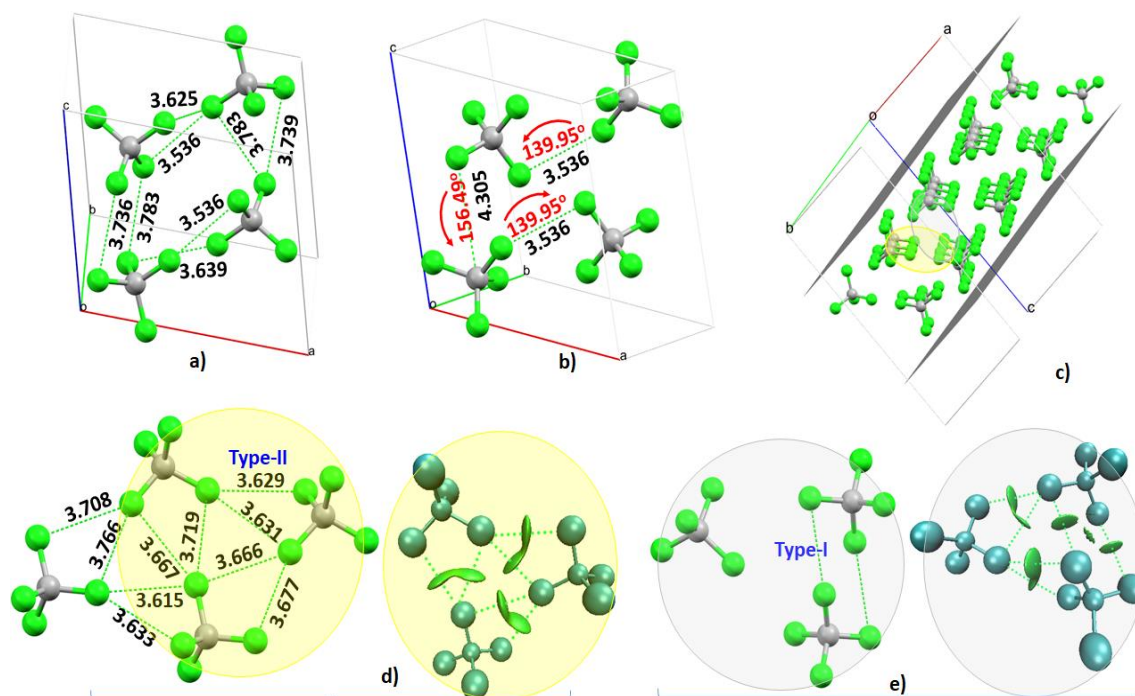 c
b
o
a
3.625
3.536
3.783
3.739
3.736
3.783
3.536
3.639
a)
c
b
o
a
139.95°
3.536
156.49°
4.305
139.95°
3.536
b)
a
o
b
c
c)
Type-II
3.629
3.708
3.766
3.719
3.631
3.667
3.666
3.615
3.677
3.633
d)
Type-I
e)